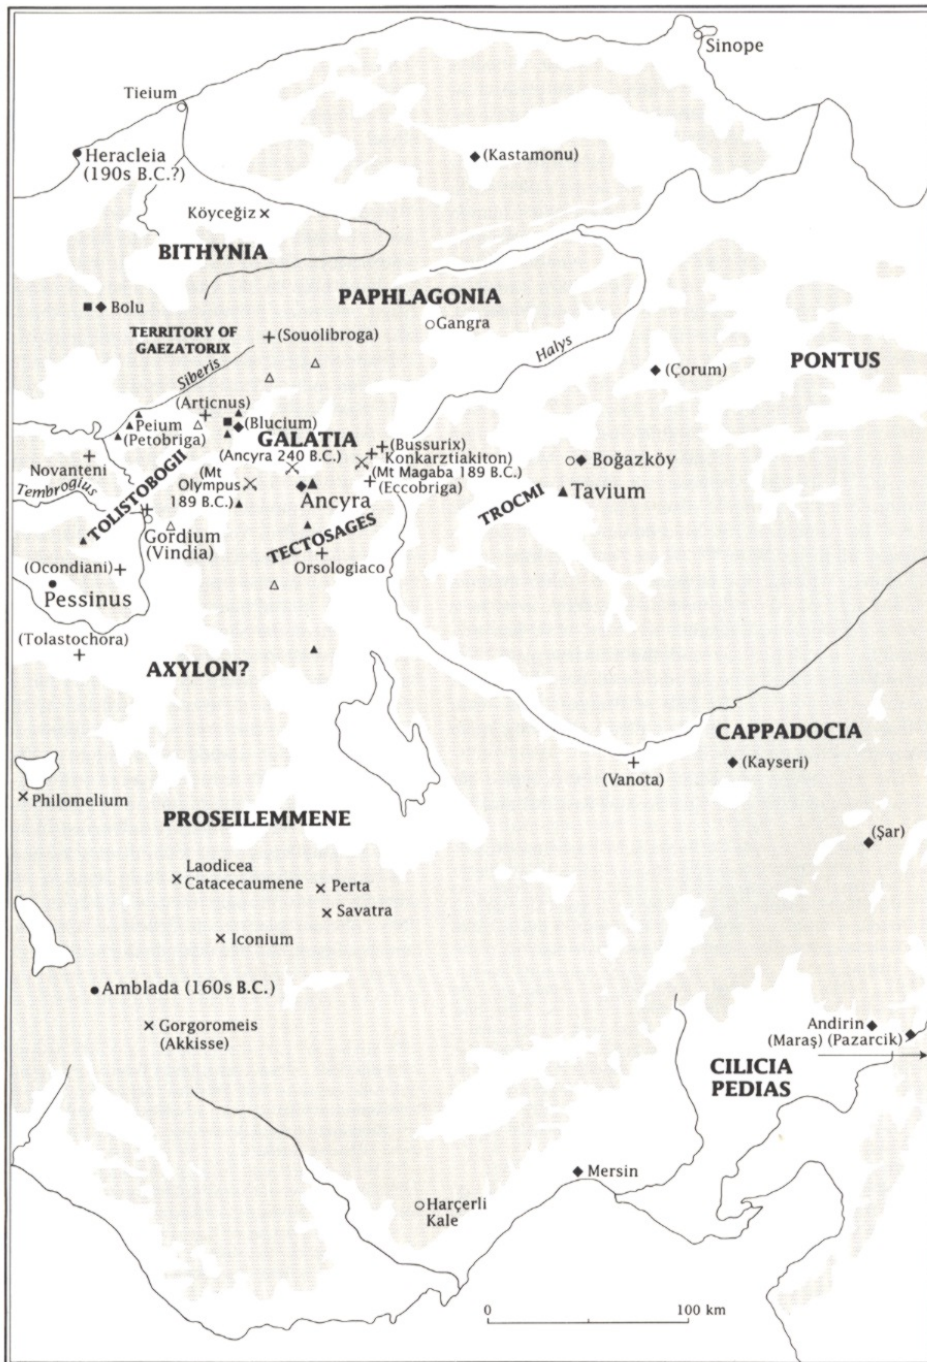 Sinope
Tieium
Heracleia
(190s B.C.?)
(Kastamonu)
Köyceğiz
BITHYNIA
PAPHLAGONIA
Bolu
TERRITORY OF
GAEZATORIX
(Souolibroga)
Gangra
Halys
Siberis
(Çorum)
PONTUS
(Articnus)
Peium
(Petobriga)
(Blucium)
GALATIA
(Ancyra 240 B.C.)
(Bussurix)
Konkarztiakiton)
(Mt Magaba 189 B.C.)
(Eccobriga)
Boğazköy
Novanteni
Tembrogius
TOLISTOBOGII
(Mt
Olympus
189 B.C.)
Ancyra
TROCMI
Tavium
Gordium
(Vindia)
TECTOSAGES
Orsologiaco
(Ocondiani)
Pessinus
(Tolastochora)
AXYLON?
CAPPADOCIA
(Vanota)
(Kayseri)
Philomelium
PROSEILEMMENE
(Şar)
Laodicea
Catacecaumene
Perta
Savatra
Iconium
Amblada (160s B.C.)
Gorgoromeis
(Akkisse)
Andirin
(Maraş) (Pazarcik)
CILICIA
PEDIAS
Mersin
Harçerli
Kale
0 100 km